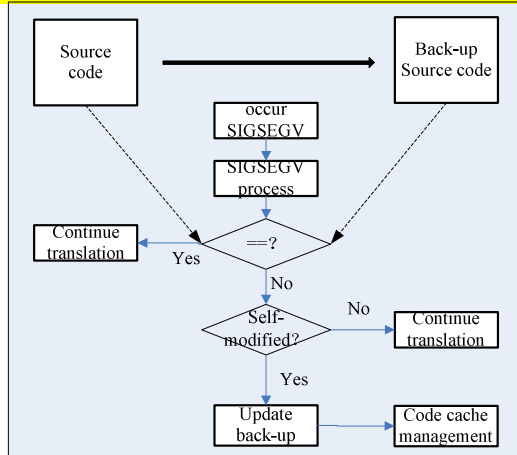 Source
code
Back-up
Source code
occur
SIGSEGV
SIGSEGV
process
==?
Continue
translation
Yes
No
Self-
modified?
No
Continue
translation
Yes
Update
back-up
Code cache
management